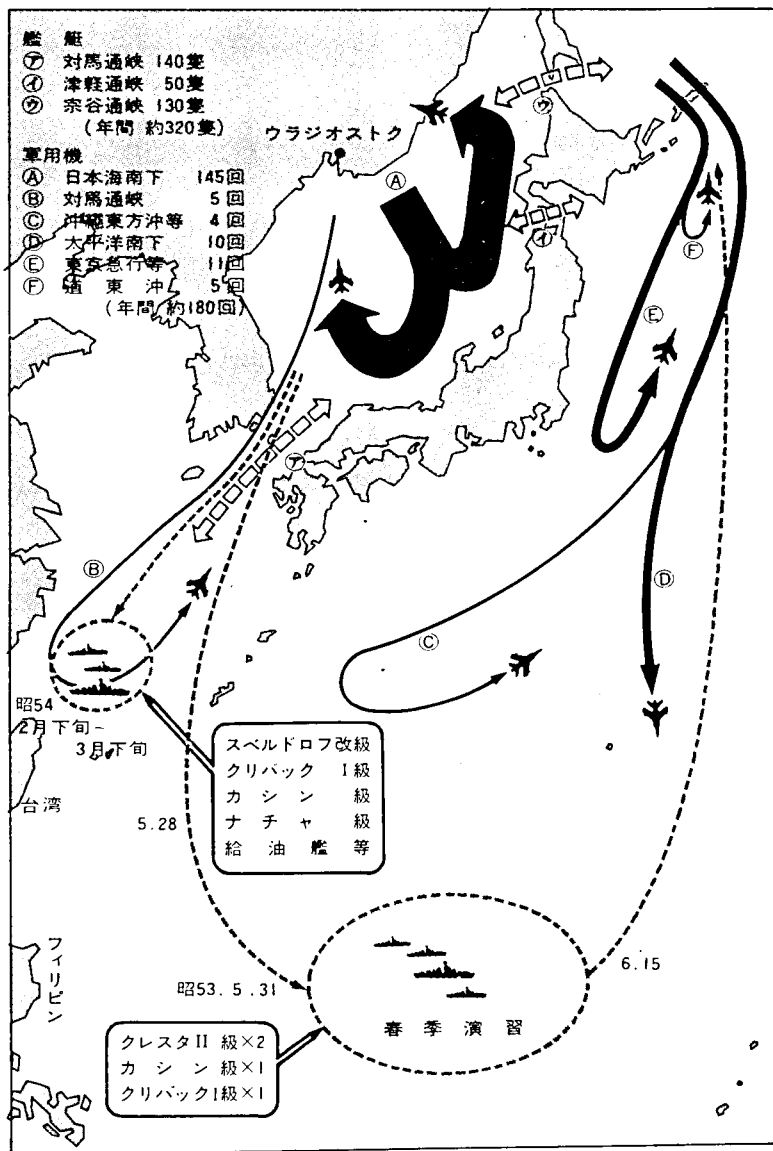 艦艇
㋐ 対馬通峡 140隻
㋑ 津軽通峡 50隻
㋒ 宗谷通峡 130隻
(年間 約320隻)
軍用機
Ⓐ 日本海南下 145回
Ⓑ 対馬通峡 5回
Ⓒ 沖縄東方沖等 4回
Ⓓ 太平洋南下 10回
Ⓔ 東京急行等 11回
Ⓕ 道東沖 5回
(年間 約180回)
ウラジオストク
Ⓐ
㋒
㋑
Ⓕ
Ⓔ
㋐
Ⓑ
Ⓓ
Ⓒ
昭54
2月下旬~
3月下旬
台湾
スベルドロフ改級
クリバック I級
カシン 級
ナチャ 級
給油艦等
5.28
フィリピン
昭53.5.31
6.15
春季演習
クレスタII 級×2
カシン 級×1
クリバックI級×1